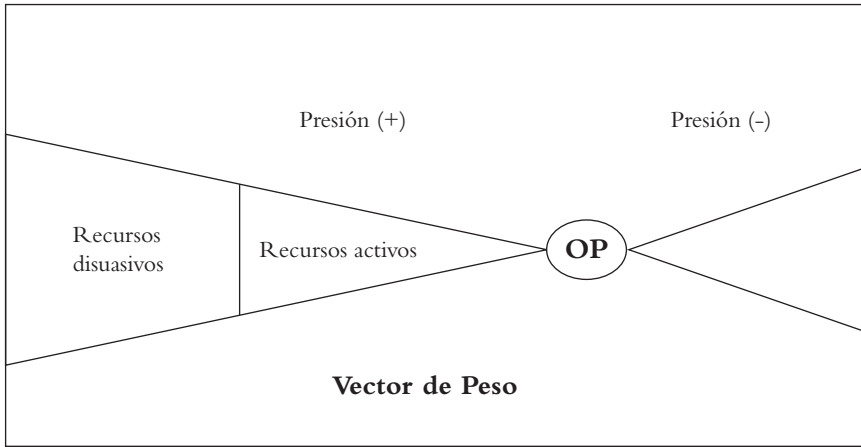 Presión (+)
Presión (-)
Recursos
disuasivos
Recursos activos
OP
Vector de Peso